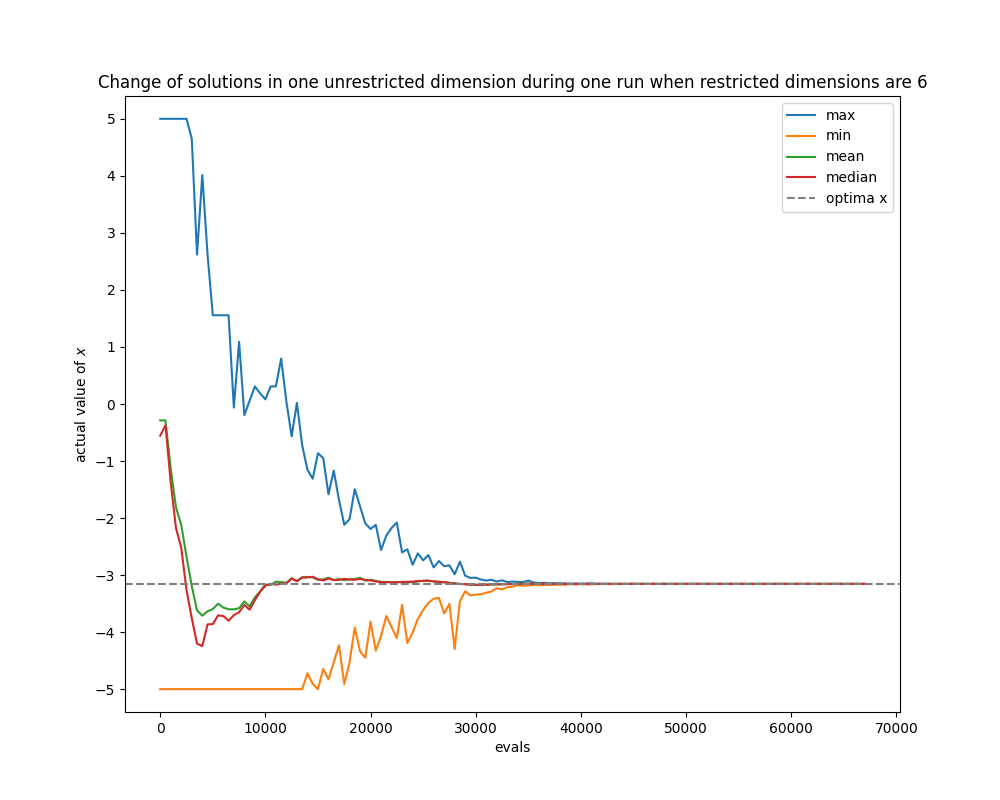 Change of solutions in one unrestricted dimension during one run when restricted dimensions are 6
max
min
mean
median
optima x
5
4
3
2
1
0
−1
−2
−3
−4
−5
actual value of x
0 10000 20000 30000 40000 50000 60000 70000
evals